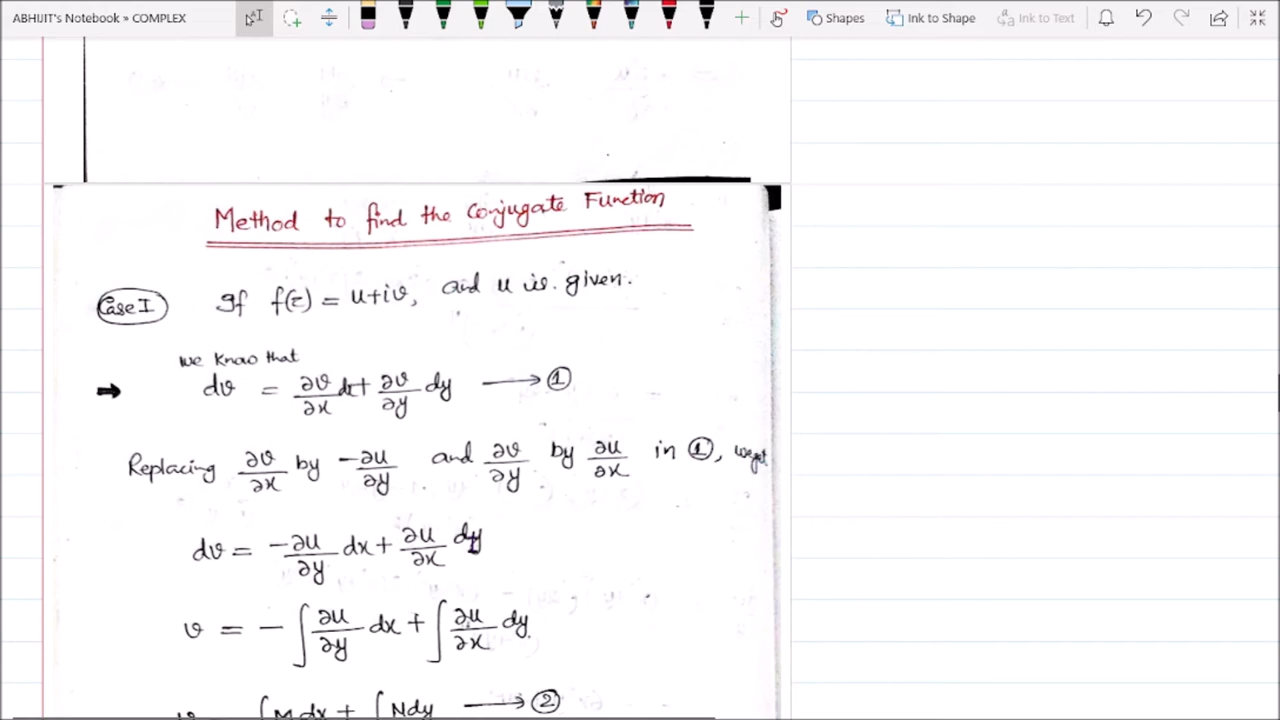 ABHIJIT's Notebook » COMPLEX
Shapes Ink to Shape Ink to Text
Method to find the Conjugate Function
Case I If f(z) = u+iv, and u is given.
we know that
⇒ dv = ∂v/∂x dx + ∂v/∂y dy ⟶ ①
Replacing ∂v/∂x by -∂u/∂y and ∂v/∂y by ∂u/∂x in ①, we get
dv = -∂u/∂y dx + ∂u/∂x dy
v = - ∫ ∂u/∂y dx + ∫ ∂u/∂x dy.
∫ M dx + ∫ N dy ⟶ ②